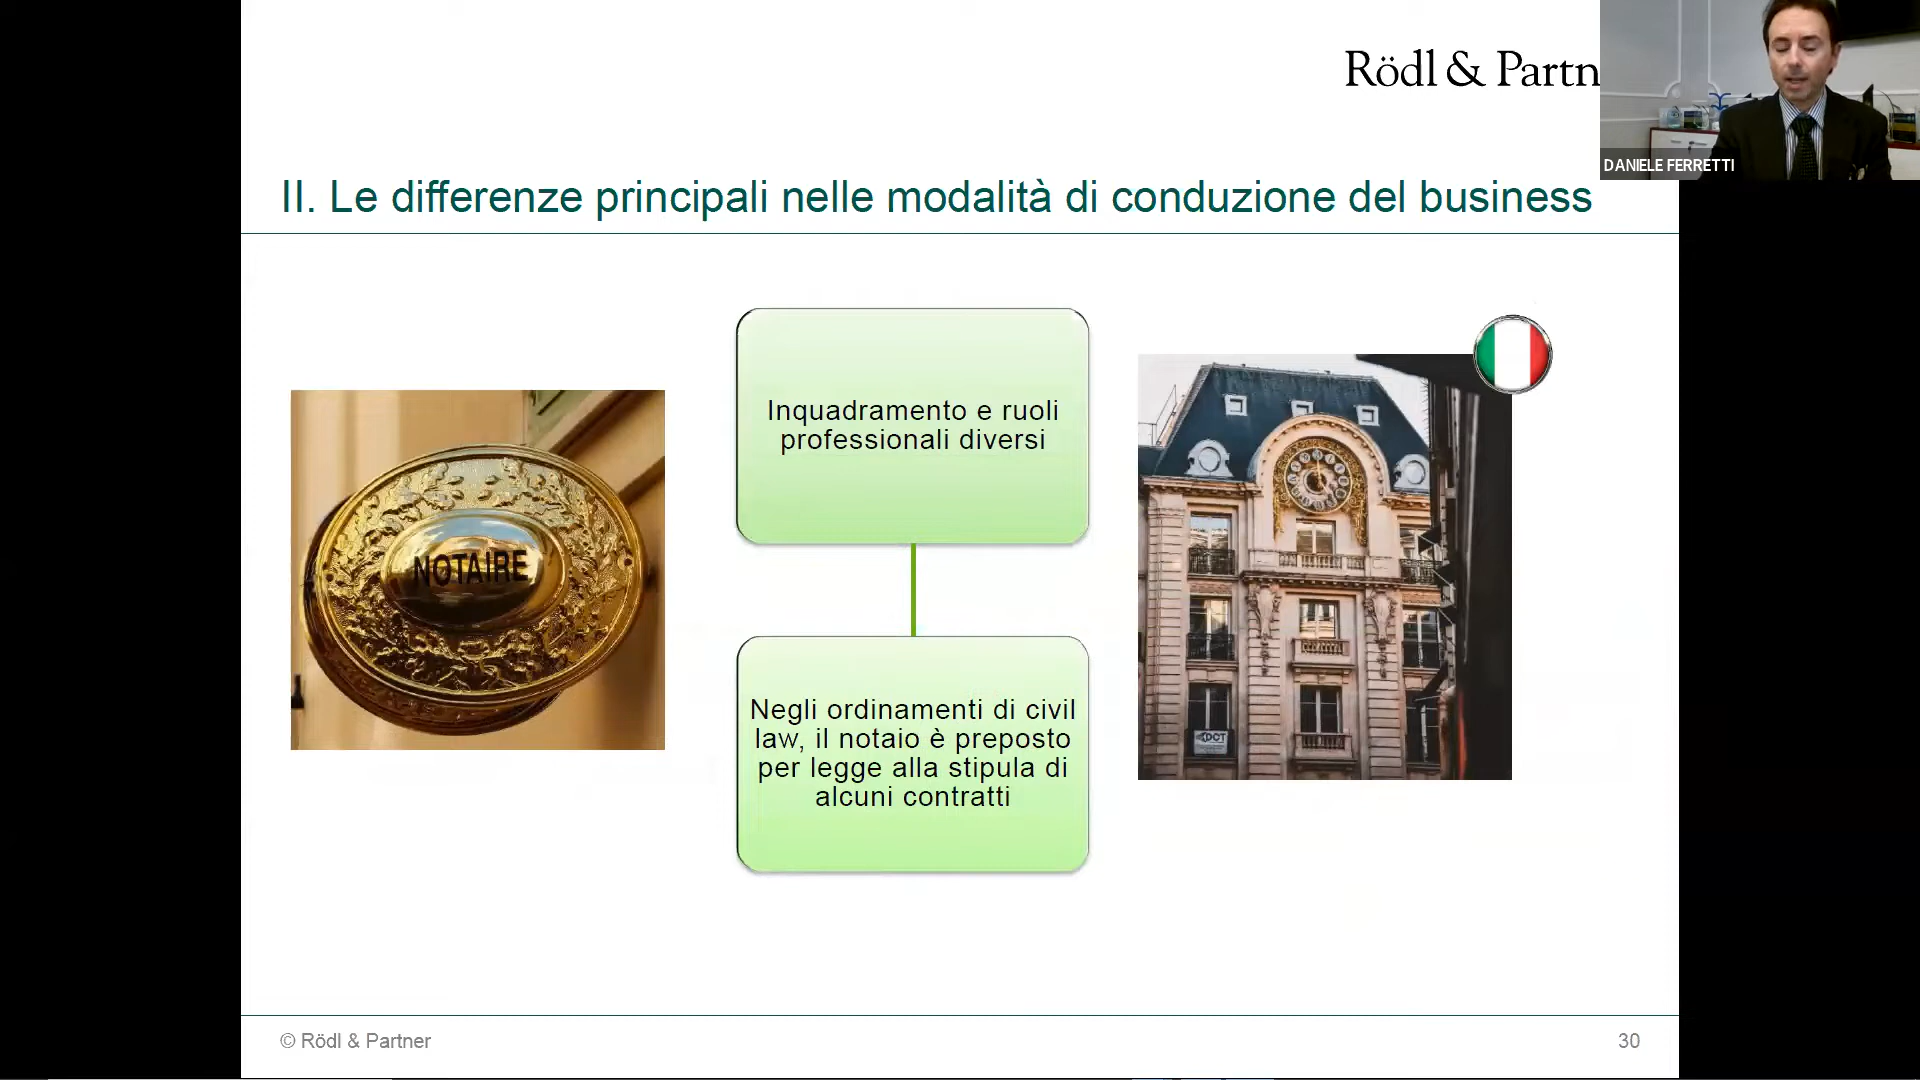 Rödl & Partn
DANIELE FERRETTI
II. Le differenze principali nelle modalità di conduzione del business
Inquadramento e ruoli
professionali diversi
NOTAIRE
Negli ordinamenti di civil
law, il notaio è preposto
per legge alla stipula di
alcuni contratti
© Rödl & Partner
30